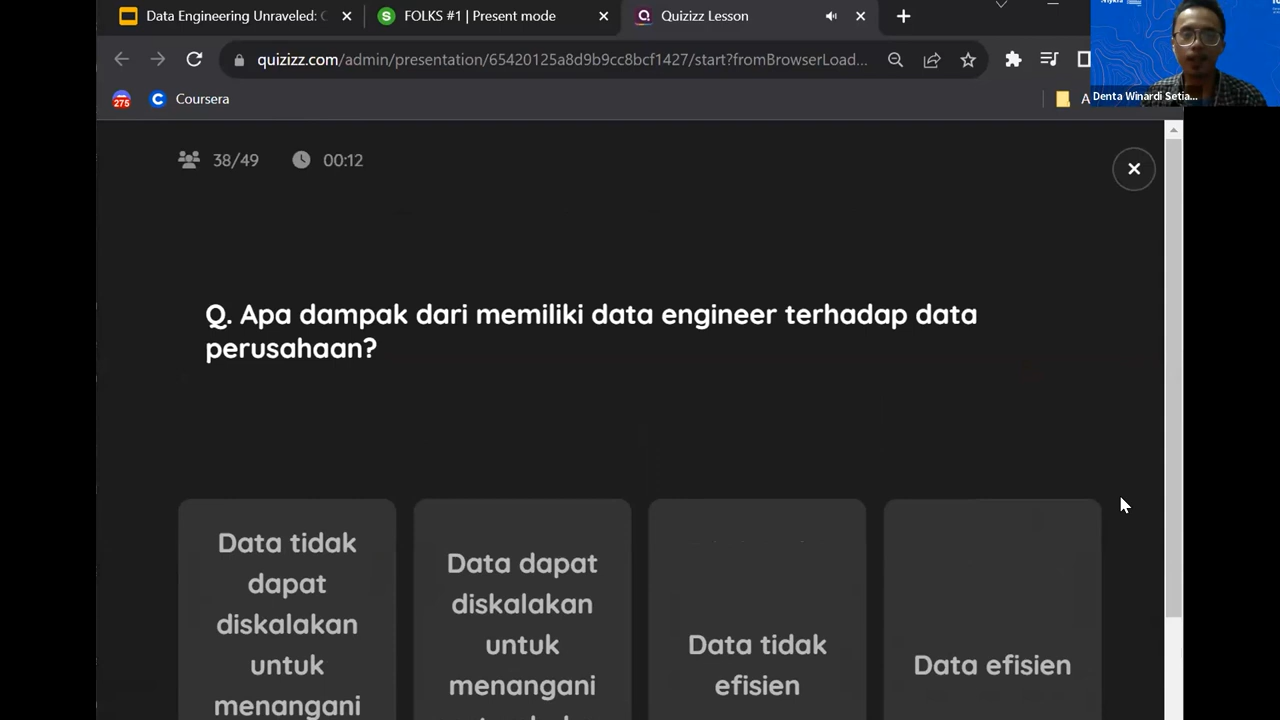 Data Engineering Unraveled:
FOLKS #1 | Present mode
Quizizz Lesson
quizizz.com/admin/presentation/65420125a8d9b9cc8bcf1427/start?fromBrowserLoad...
275
Coursera
A
Denta Winardi Setia...
38/49
00:12
Q. Apa dampak dari memiliki data engineer terhadap data
perusahaan?
Data tidak
dapat
diskalakan
untuk
menangani
Data dapat
diskalakan
untuk
menangani
Data tidak
efisien
Data efisien